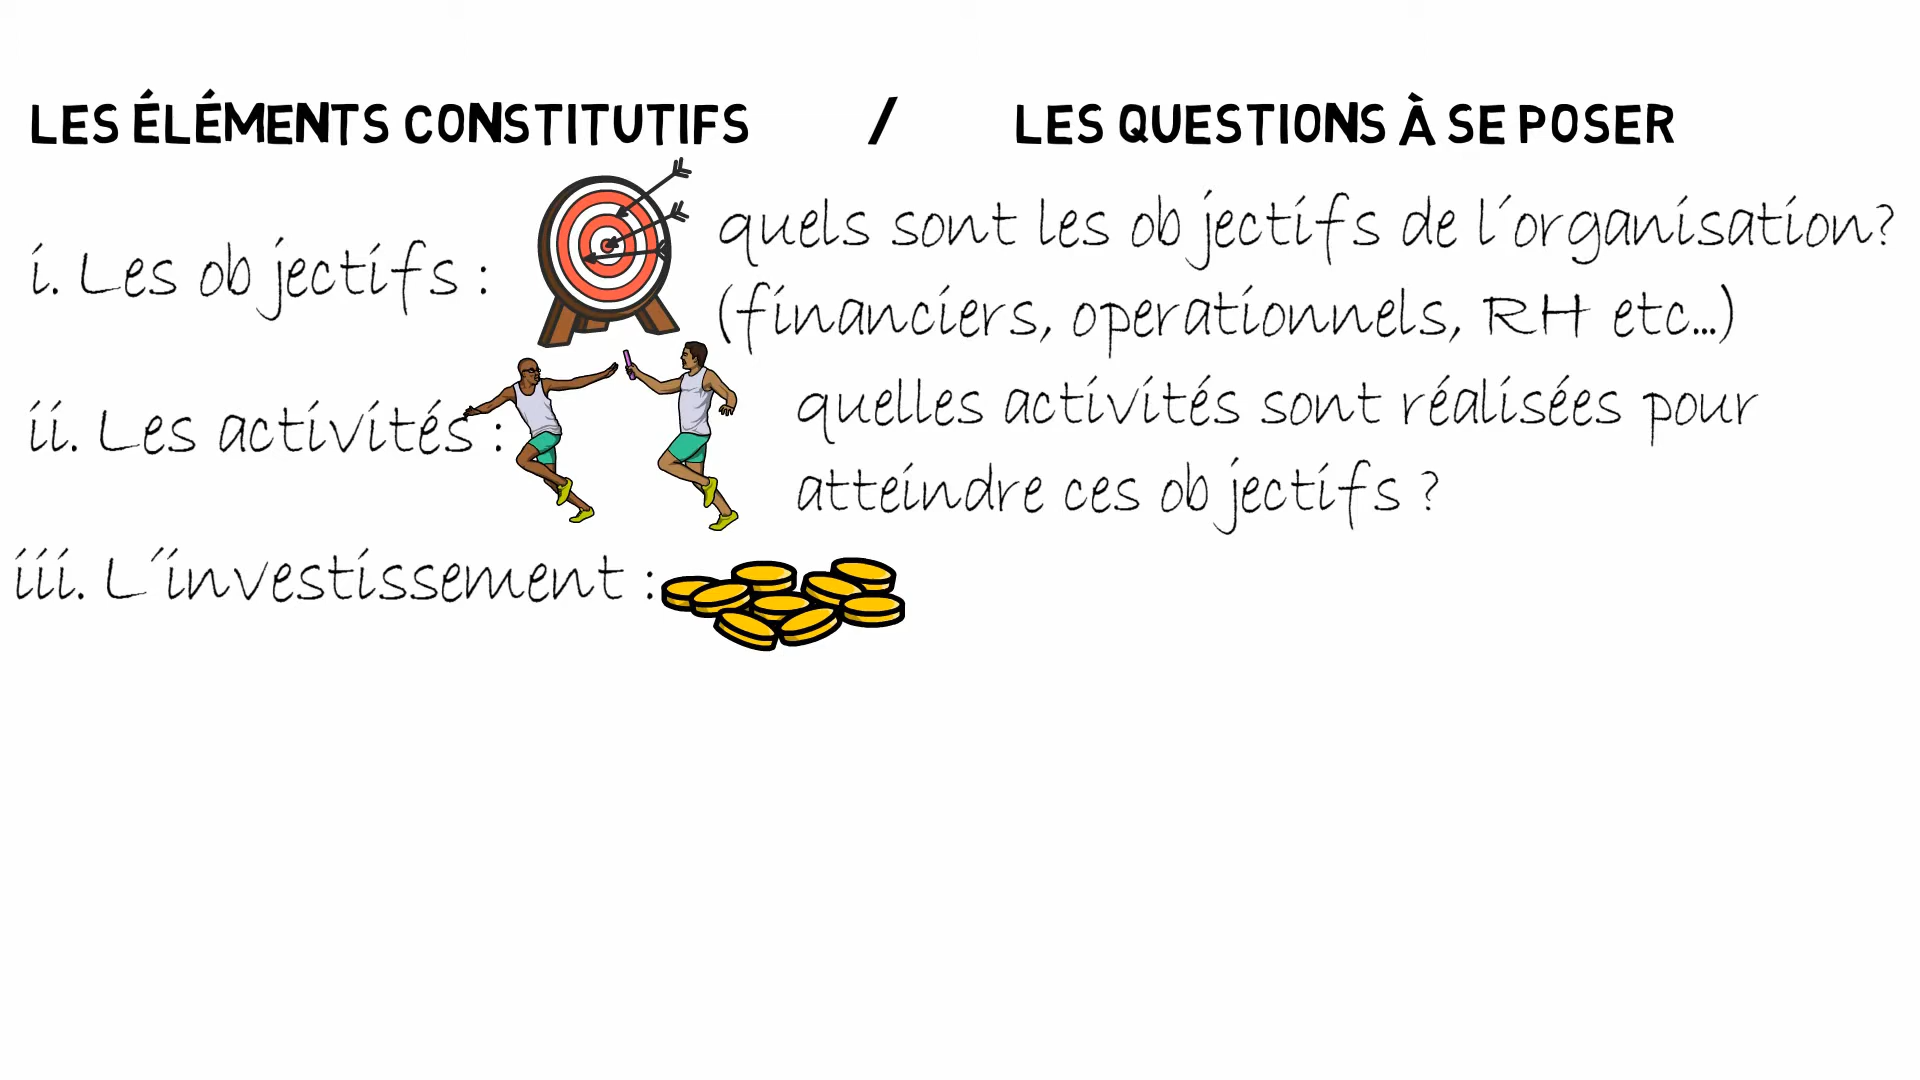 LES ÉLÉMENTS CONSTITUTIFS / LES QUESTIONS À SE POSER
i. Les objectifs :
quels sont les objectifs de l'organisation?
(financiers, operationnels, RH etc...)
ii. Les activités :
quelles activités sont réalisées pour
atteindre ces objectifs ?
iii. L'investissement :